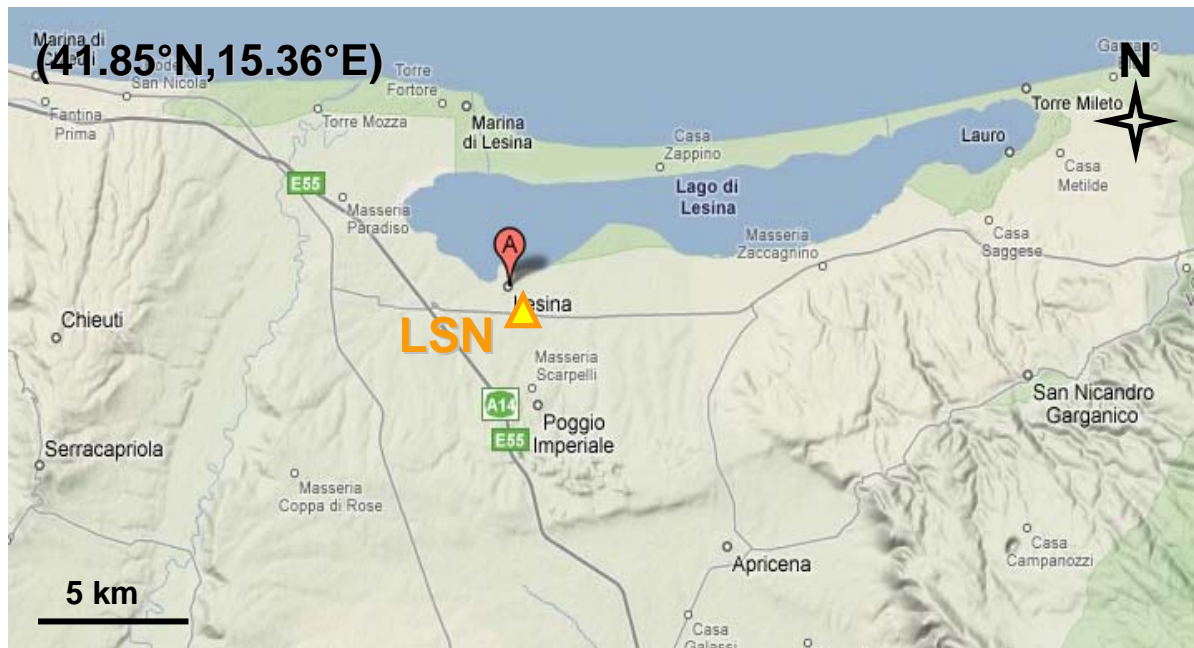 Marina di
(41.85°N,15.36°E)
San Nicola
Torre
Fortore
N
Fantina
Prima
Torre Mozza
Marina
di Lesina
Torre Mileto
Casa
Zappino
Lauro
Casa
Metilde
E55
Lago di
Lesina
Masseria
Paradiso
Masseria
Zaccagnino
Casa
Saggese
A
Lesina
Chieuti
LSN
Masseria
Scarpelli
A14
San Nicandro
Garganico
Poggio
Imperiale
E55
Serracapriola
Masseria
Coppa di Rose
Casa
Campanozzi
Apricena
5 km
Casa